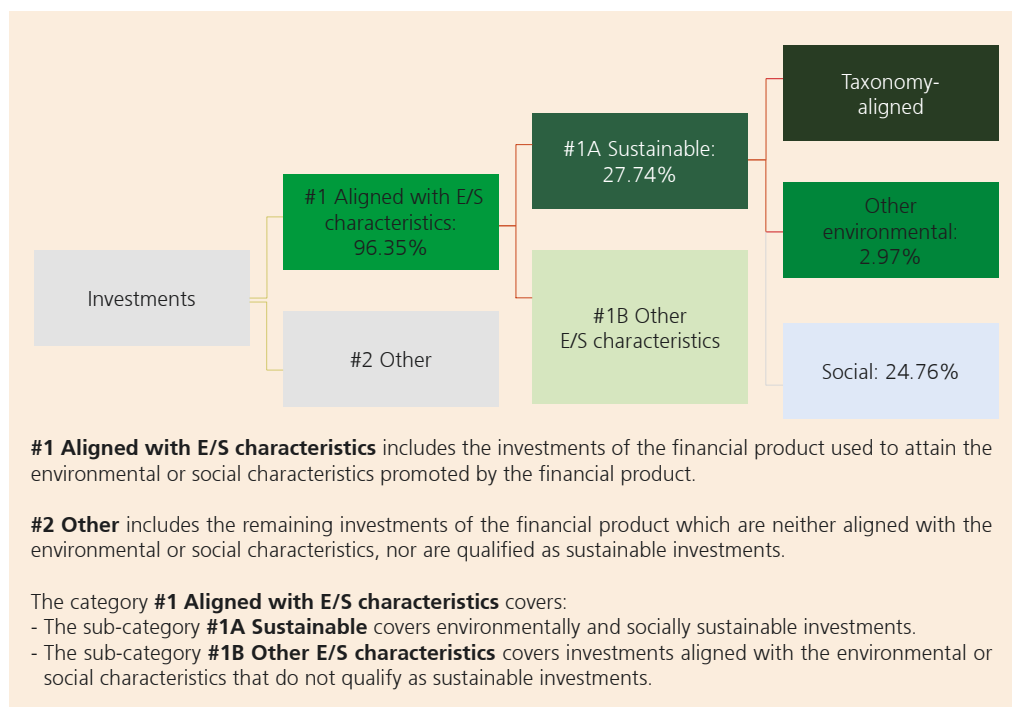 Taxonomy-
aligned
#1A Sustainable:
27.74%
#1 Aligned with E/S
characteristics:
96.35%
Other
environmental:
2.97%
Investments
#1B Other
E/S characteristics
#2 Other
Social: 24.76%
#1 Aligned with E/S characteristics includes the investments of the financial product used to attain the
environmental or social characteristics promoted by the financial product.
#2 Other includes the remaining investments of the financial product which are neither aligned with the
environmental or social characteristics, nor are qualified as sustainable investments.
The category #1 Aligned with E/S characteristics covers:
- The sub-category #1A Sustainable covers environmentally and socially sustainable investments.
- The sub-category #1B Other E/S characteristics covers investments aligned with the environmental or
social characteristics that do not qualify as sustainable investments.